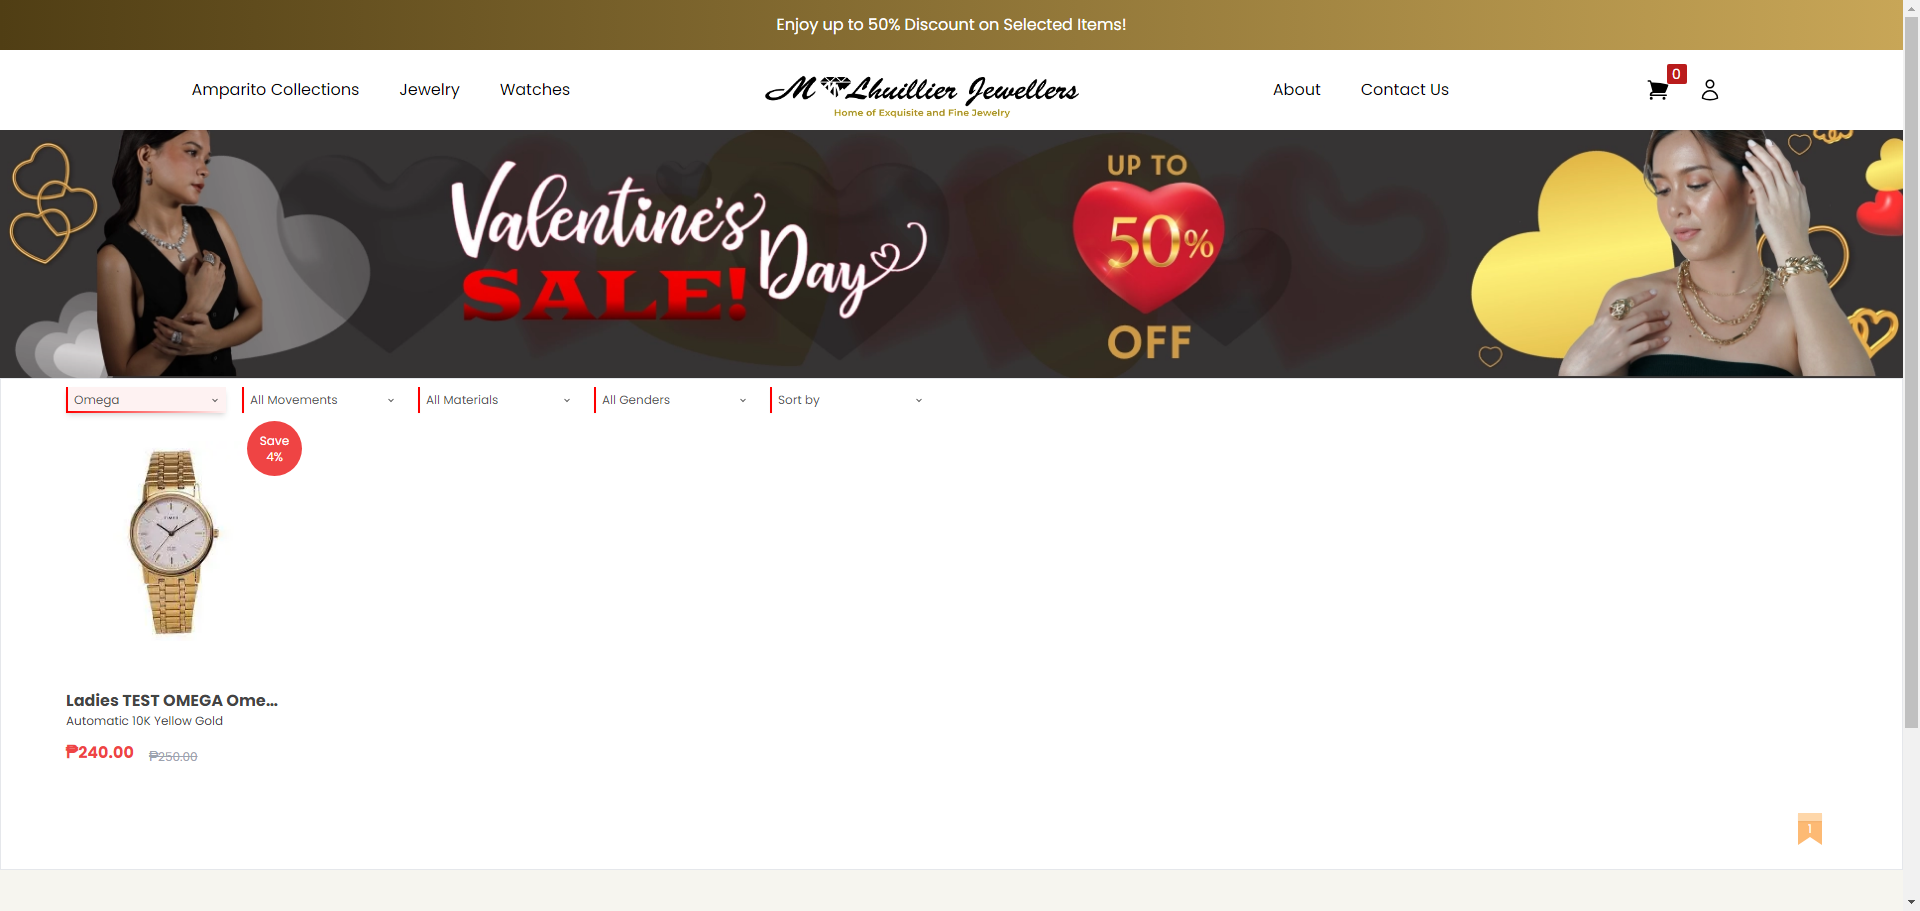 Enjoy up to 50% Discount on Selected Items!
Amparito Collections
Jewelry
Watches
M Lhuillier Jewellers
Home of Exquisite and Fine Jewelry
About
Contact Us
0
Valentine's
Day
SALE!
UP TO
50%
OFF
Omega
All Movements
All Materials
All Genders
Sort by
Save
4%
Ladies TEST OMEGA Ome...
Automatic 10K Yellow Gold
₱240.00 ₱250.00
1